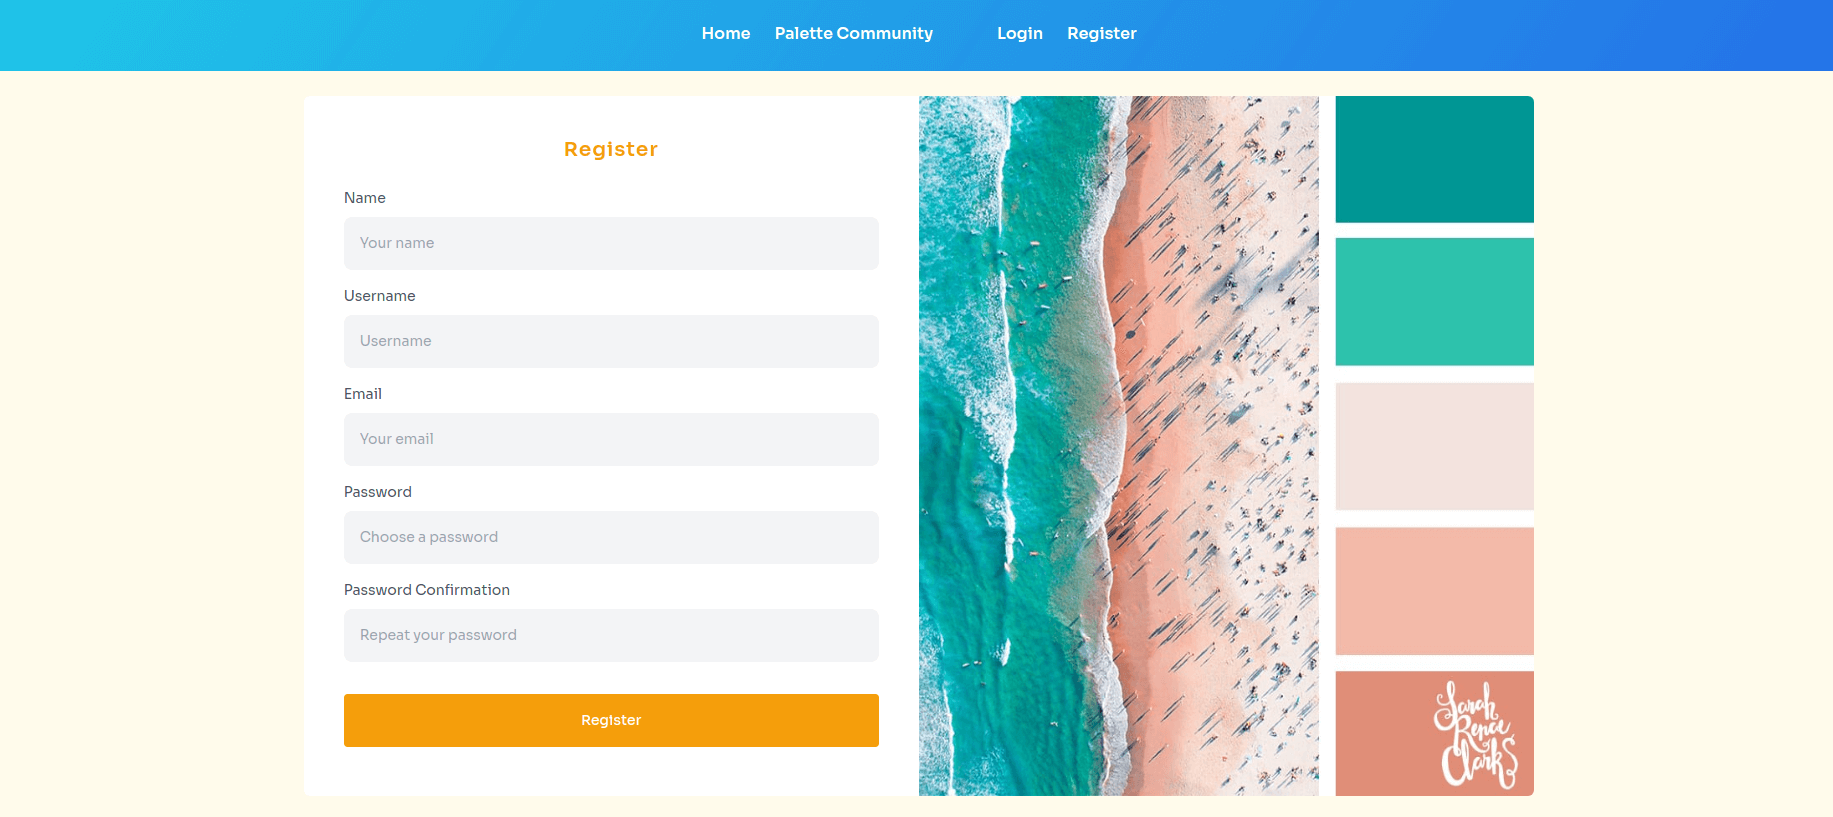 Home Palette Community Login Register
Register
Name
Your name
Username
Username
Email
Your email
Password
Choose a password
Password Confirmation
Repeat your password
Register
Sarah
Renae
Clark